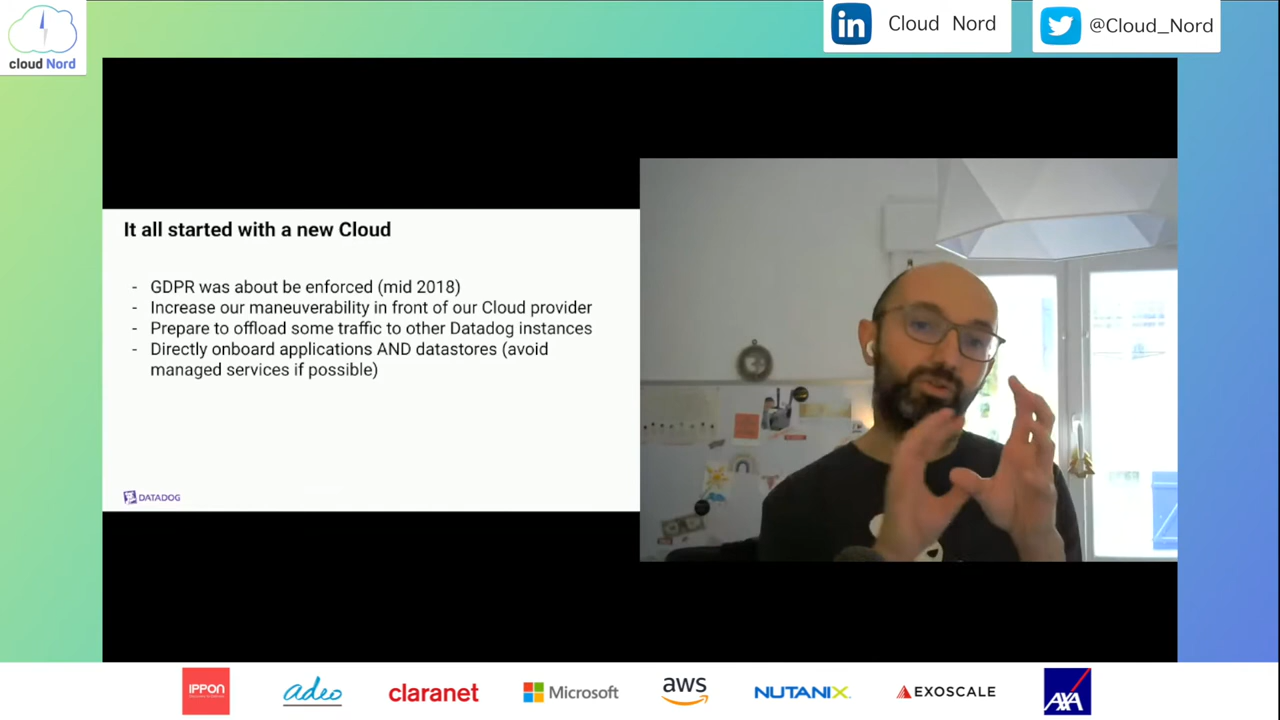 cloud Nord
Cloud Nord
@Cloud_Nord
It all started with a new Cloud
- GDPR was about be enforced (mid 2018)
- Increase our maneuverability in front of our Cloud provider
- Prepare to offload some traffic to other Datadog instances
- Directly onboard applications AND datastores (avoid
managed services if possible)
DATADOG
IPPON
adeo
claranet
Microsoft
aws
NUTANIX
EXOSCALE
AXA